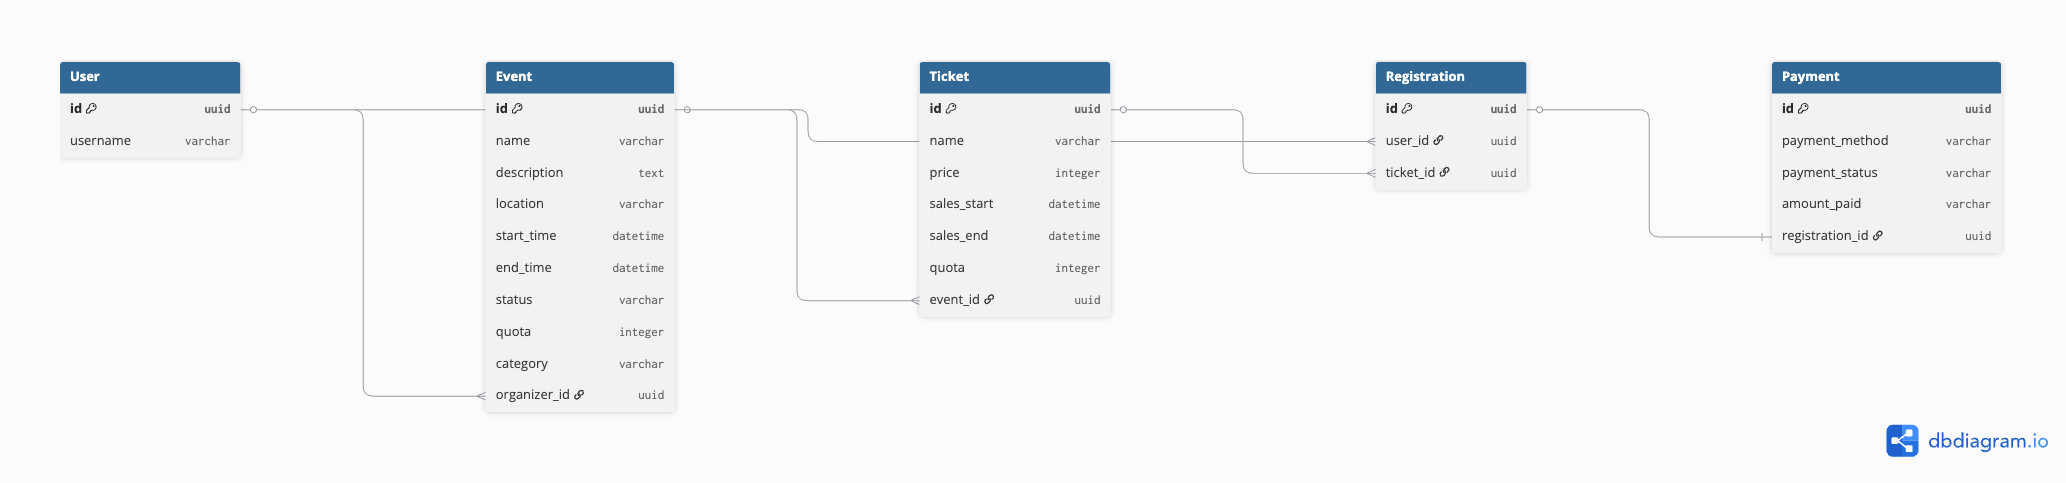 User
id uuid
username varchar
Event
id uuid
name varchar
description text
location varchar
start_time datetime
end_time datetime
status varchar
quota integer
category varchar
organizer_id uuid
Ticket
id uuid
name varchar
price integer
sales_start datetime
sales_end datetime
quota integer
event_id uuid
Registration
id uuid
user_id uuid
ticket_id uuid
Payment
id uuid
payment_method varchar
payment_status varchar
amount_paid varchar
registration_id uuid
dbdiagram.io